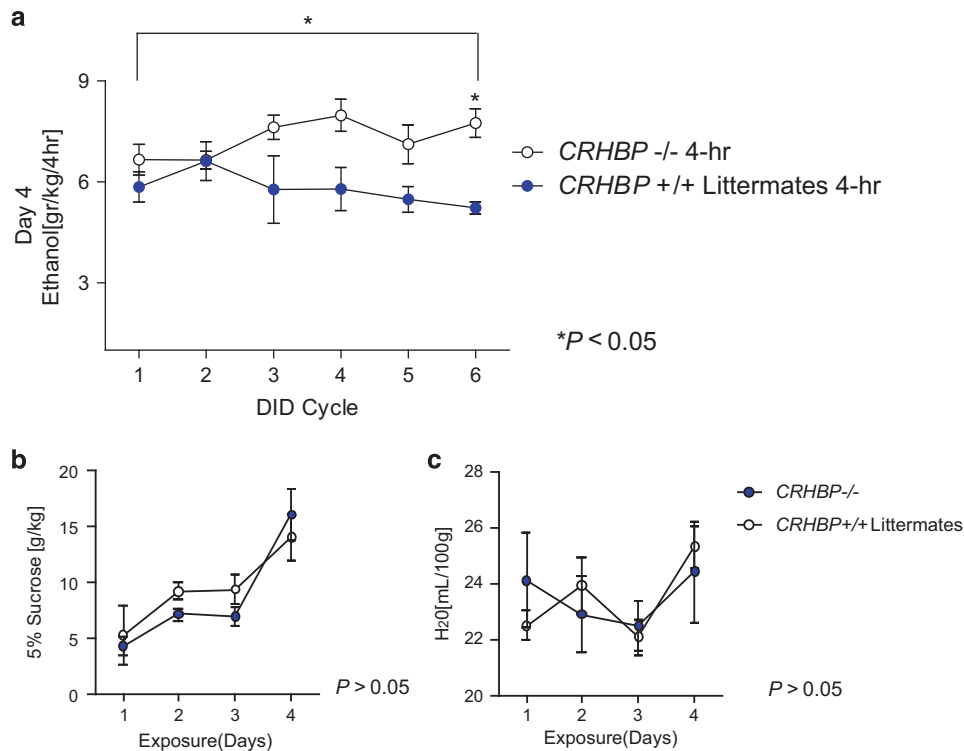 a
*
9
6
3
*
Day 4
Ethanol[gr/kg/4hr]
1 2 3 4 5 6
DID Cycle
CRHBP -/- 4-hr
CRHBP +/+ Littermates 4-hr
*P < 0.05
b
20
15
10
5
0
5% Sucrose [g/kg]
1 2 3 4
Exposure(Days)
P > 0.05
c
28
26
24
22
20
H20[mL/100g]
1 2 3 4
Exposure(Days)
CRHBP-/-
CRHBP+/+ Littermates
P > 0.05